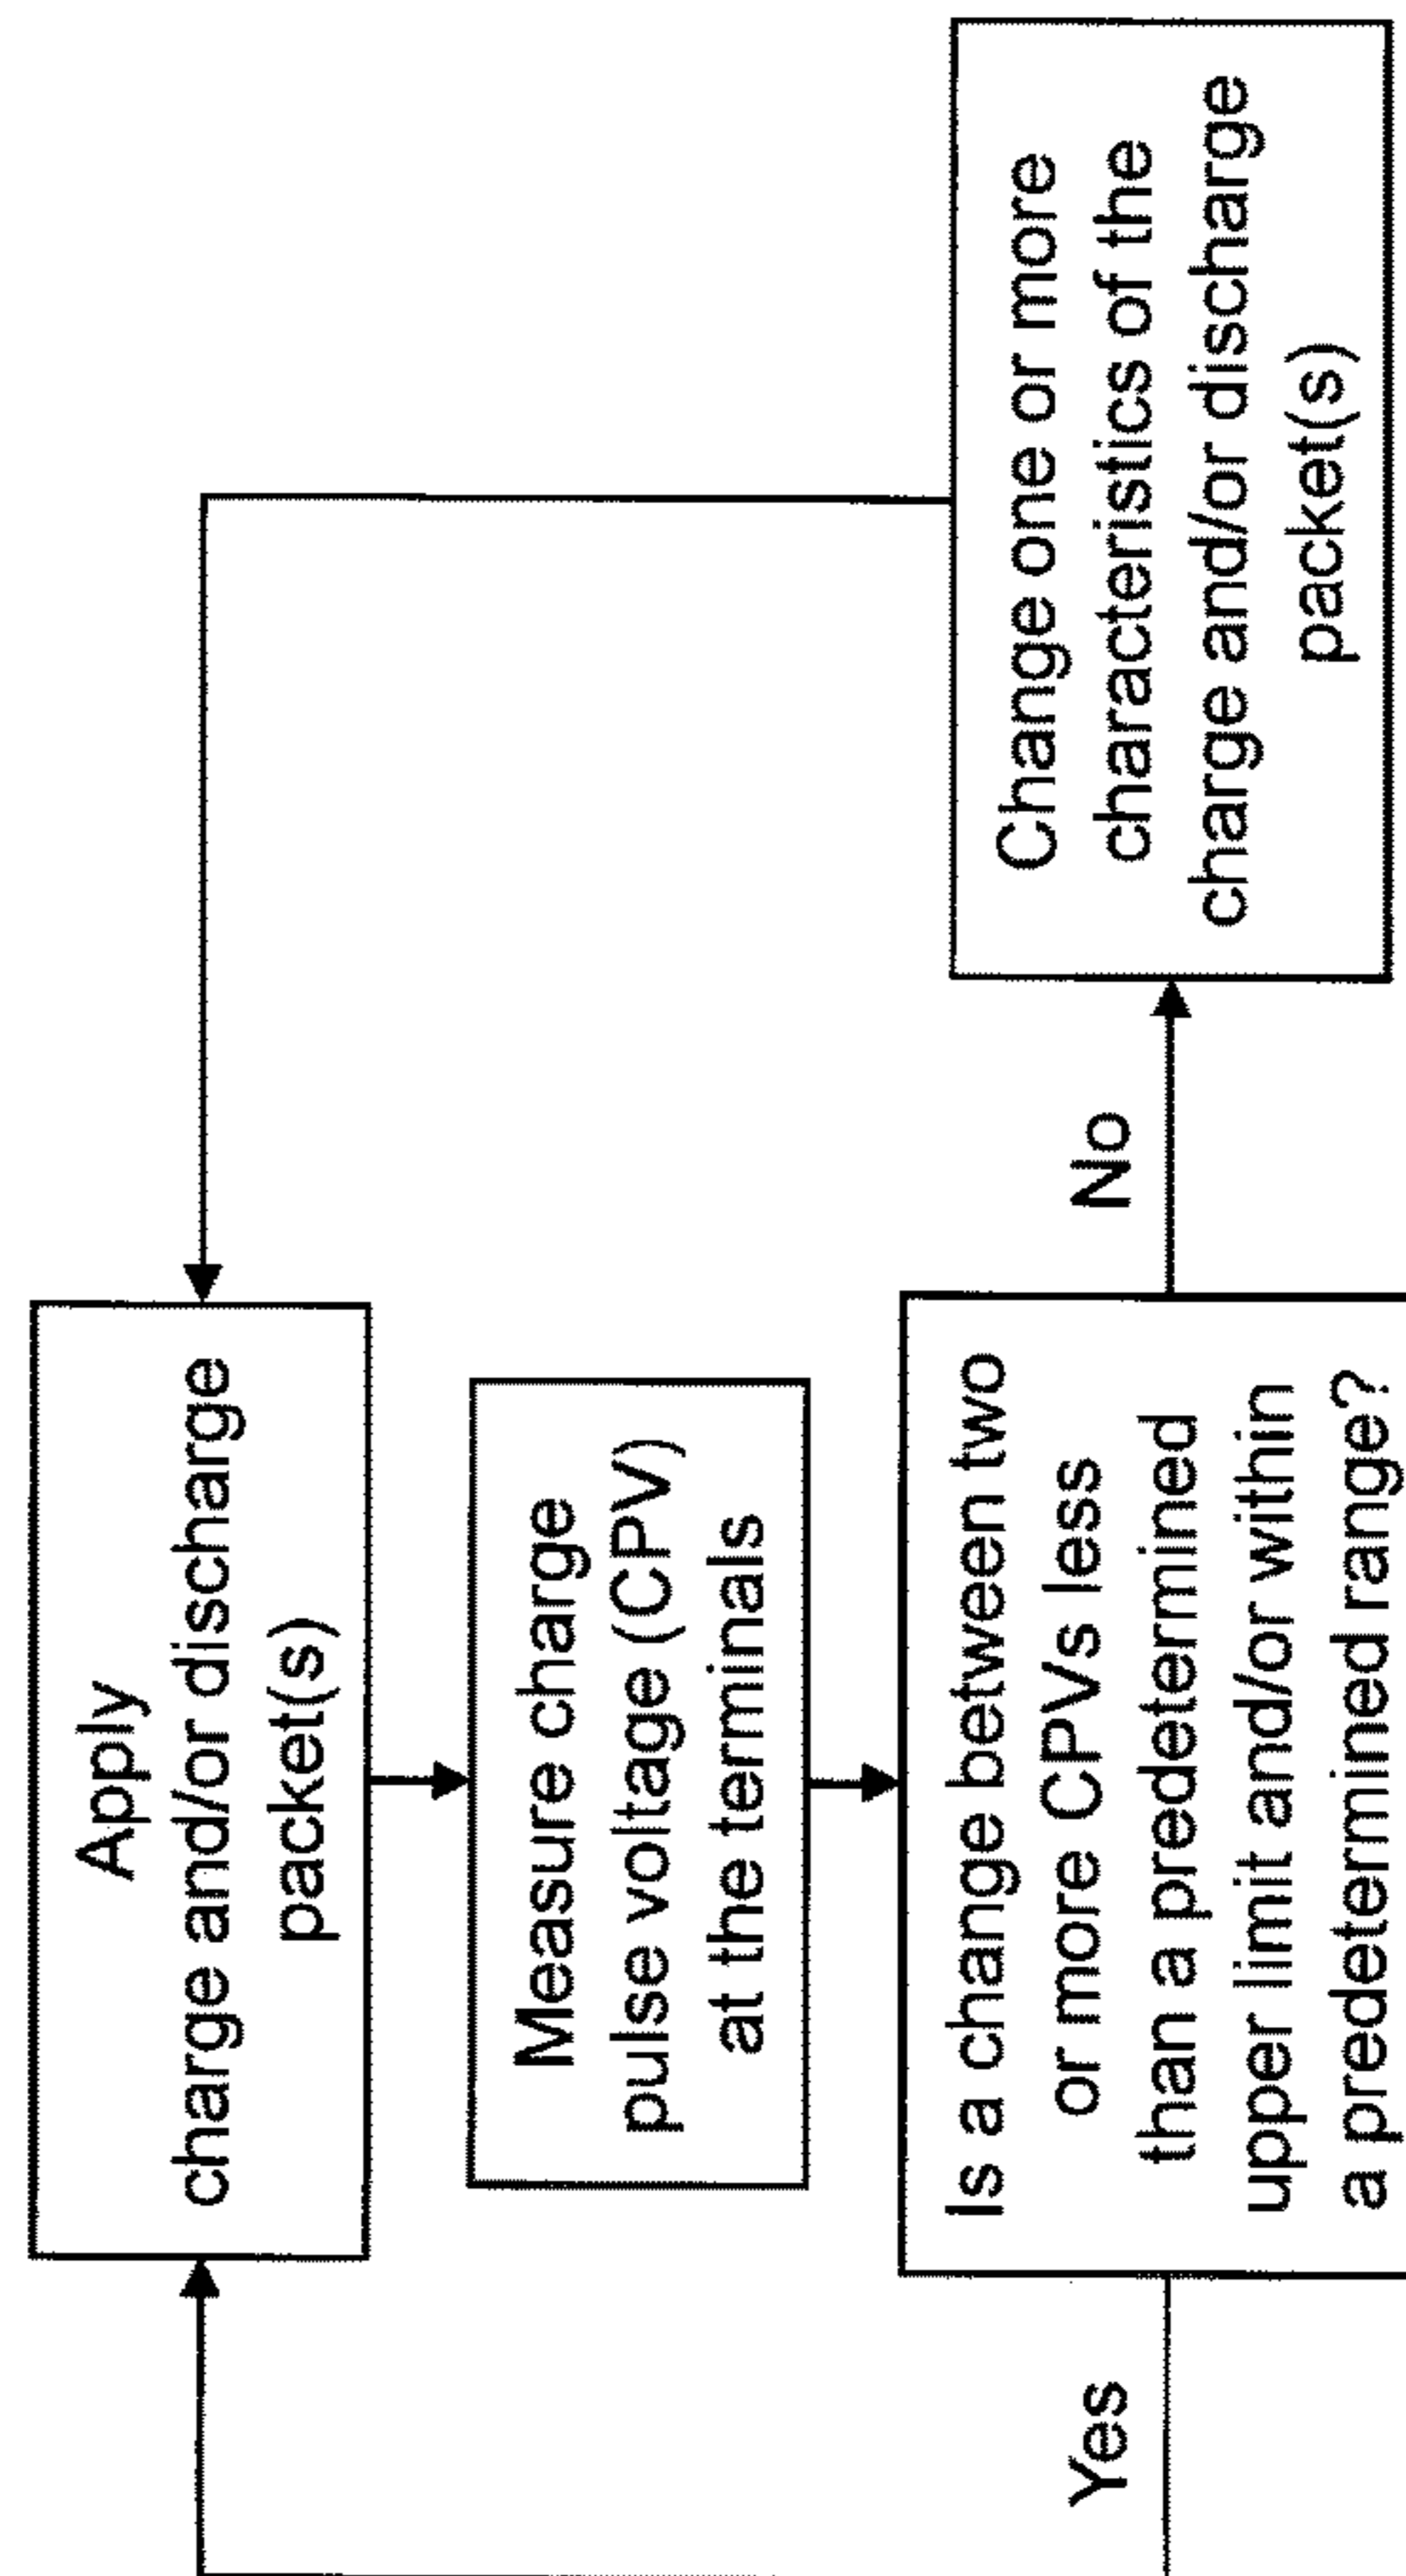 Apply
charge and/or discharge
packet(s)
Measure charge
pulse voltage (CPV)
at the terminals
Is a change between two
or more CPVs less
than a predetermined
upper limit and/or within
a predetermined range?
Yes
No
Change one or more
characteristics of the
charge and/or discharge
packet(s)